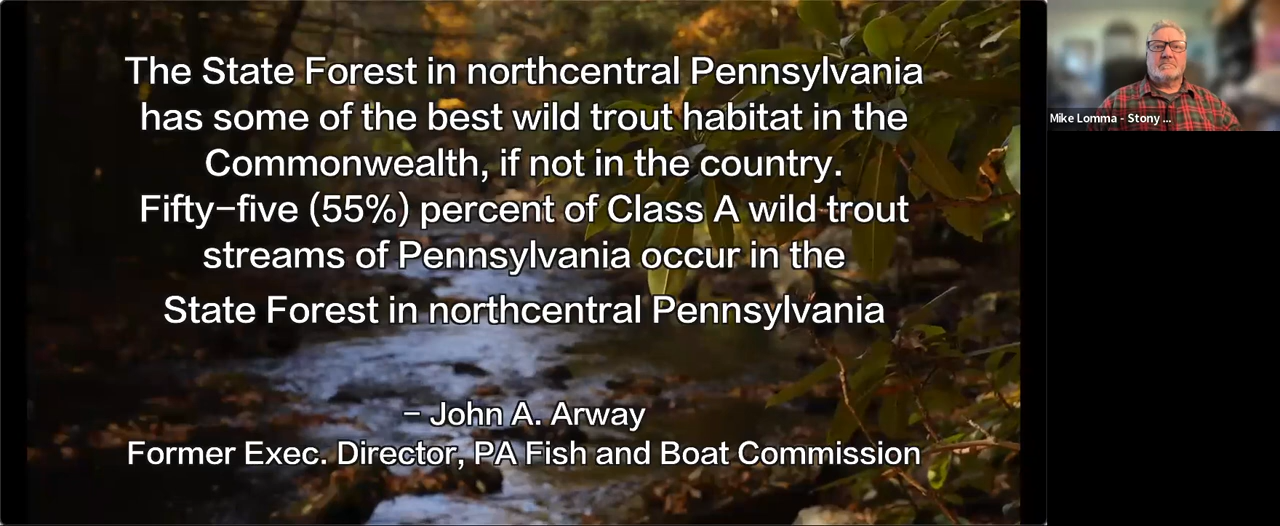 The State Forest in northcentral Pennsylvania
has some of the best wild trout habitat in the
Commonwealth, if not in the country.
Fifty-five (55%) percent of Class A wild trout
streams of Pennsylvania occur in the
State Forest in northcentral Pennsylvania
- John A. Arway
Former Exec. Director, PA Fish and Boat Commission
Mike Lomma - Stony ...